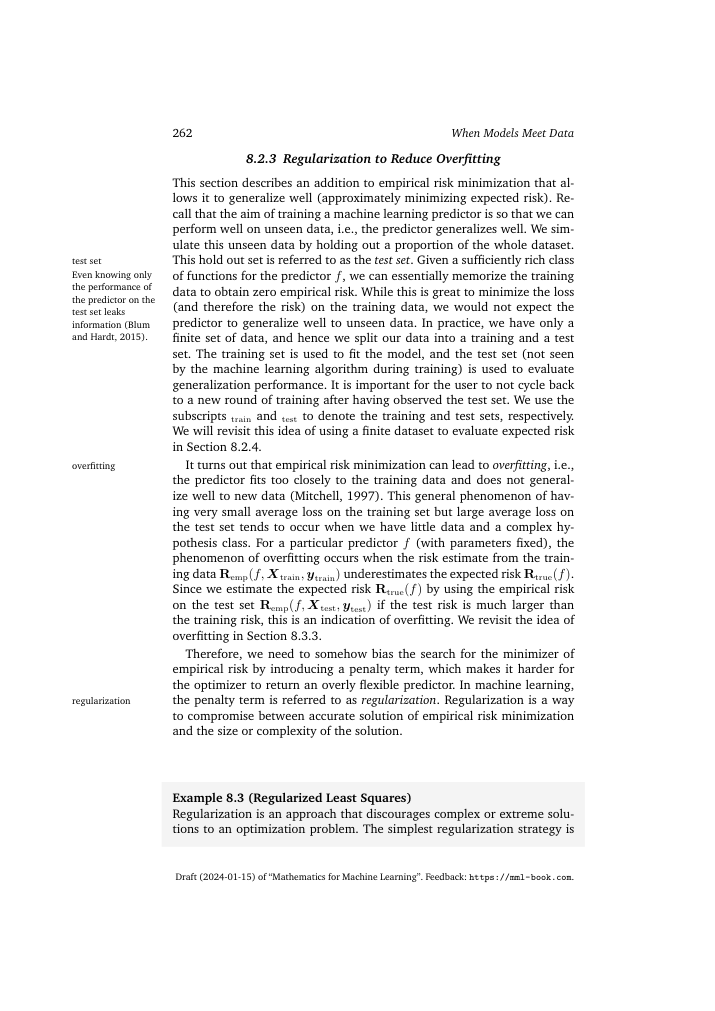 262
When Models Meet Data
8.2.3 Regularization to Reduce Overfitting
This section describes an addition to empirical risk minimization that al-
lows it to generalize well (approximately minimizing expected risk). Re-
call that the aim of training a machine learning predictor is so that we can
perform well on unseen data, i.e., the predictor generalizes well. We sim-
ulate this unseen data by holding out a proportion of the whole dataset.
test set
This hold out set is referred to as the test set. Given a sufficiently rich class
Even knowing only
the performance of
the predictor on the
test set leaks
information (Blum
and Hardt, 2015).
of functions for the predictor f, we can essentially memorize the training
data to obtain zero empirical risk. While this is great to minimize the loss
(and therefore the risk) on the training data, we would not expect the
predictor to generalize well to unseen data. In practice, we have only a
finite set of data, and hence we split our data into a training and a test
set. The training set is used to fit the model, and the test set (not seen
by the machine learning algorithm during training) is used to evaluate
generalization performance. It is important for the user to not cycle back
to a new round of training after having observed the test set. We use the
subscripts train and test to denote the training and test sets, respectively.
We will revisit this idea of using a finite dataset to evaluate expected risk
in Section 8.2.4.
overfitting
It turns out that empirical risk minimization can lead to overfitting, i.e.,
the predictor fits too closely to the training data and does not general-
ize well to new data (Mitchell, 1997). This general phenomenon of hav-
ing very small average loss on the training set but large average loss on
the test set tends to occur when we have little data and a complex hy-
pothesis class. For a particular predictor f (with parameters fixed), the
phenomenon of overfitting occurs when the risk estimate from the train-
ing data R_emp(f, X_train, y_train) underestimates the expected risk R_true(f).
Since we estimate the expected risk R_true(f) by using the empirical risk
on the test set R_emp(f, X_test, y_test) if the test risk is much larger than
the training risk, this is an indication of overfitting. We revisit the idea of
overfitting in Section 8.3.3.
Therefore, we need to somehow bias the search for the minimizer of
empirical risk by introducing a penalty term, which makes it harder for
the optimizer to return an overly flexible predictor. In machine learning,
regularization
the penalty term is referred to as regularization. Regularization is a way
to compromise between accurate solution of empirical risk minimization
and the size or complexity of the solution.
Example 8.3 (Regularized Least Squares)
Regularization is an approach that discourages complex or extreme solu-
tions to an optimization problem. The simplest regularization strategy is
Draft (2024-01-15) of “Mathematics for Machine Learning”. Feedback: https://mml-book.com.